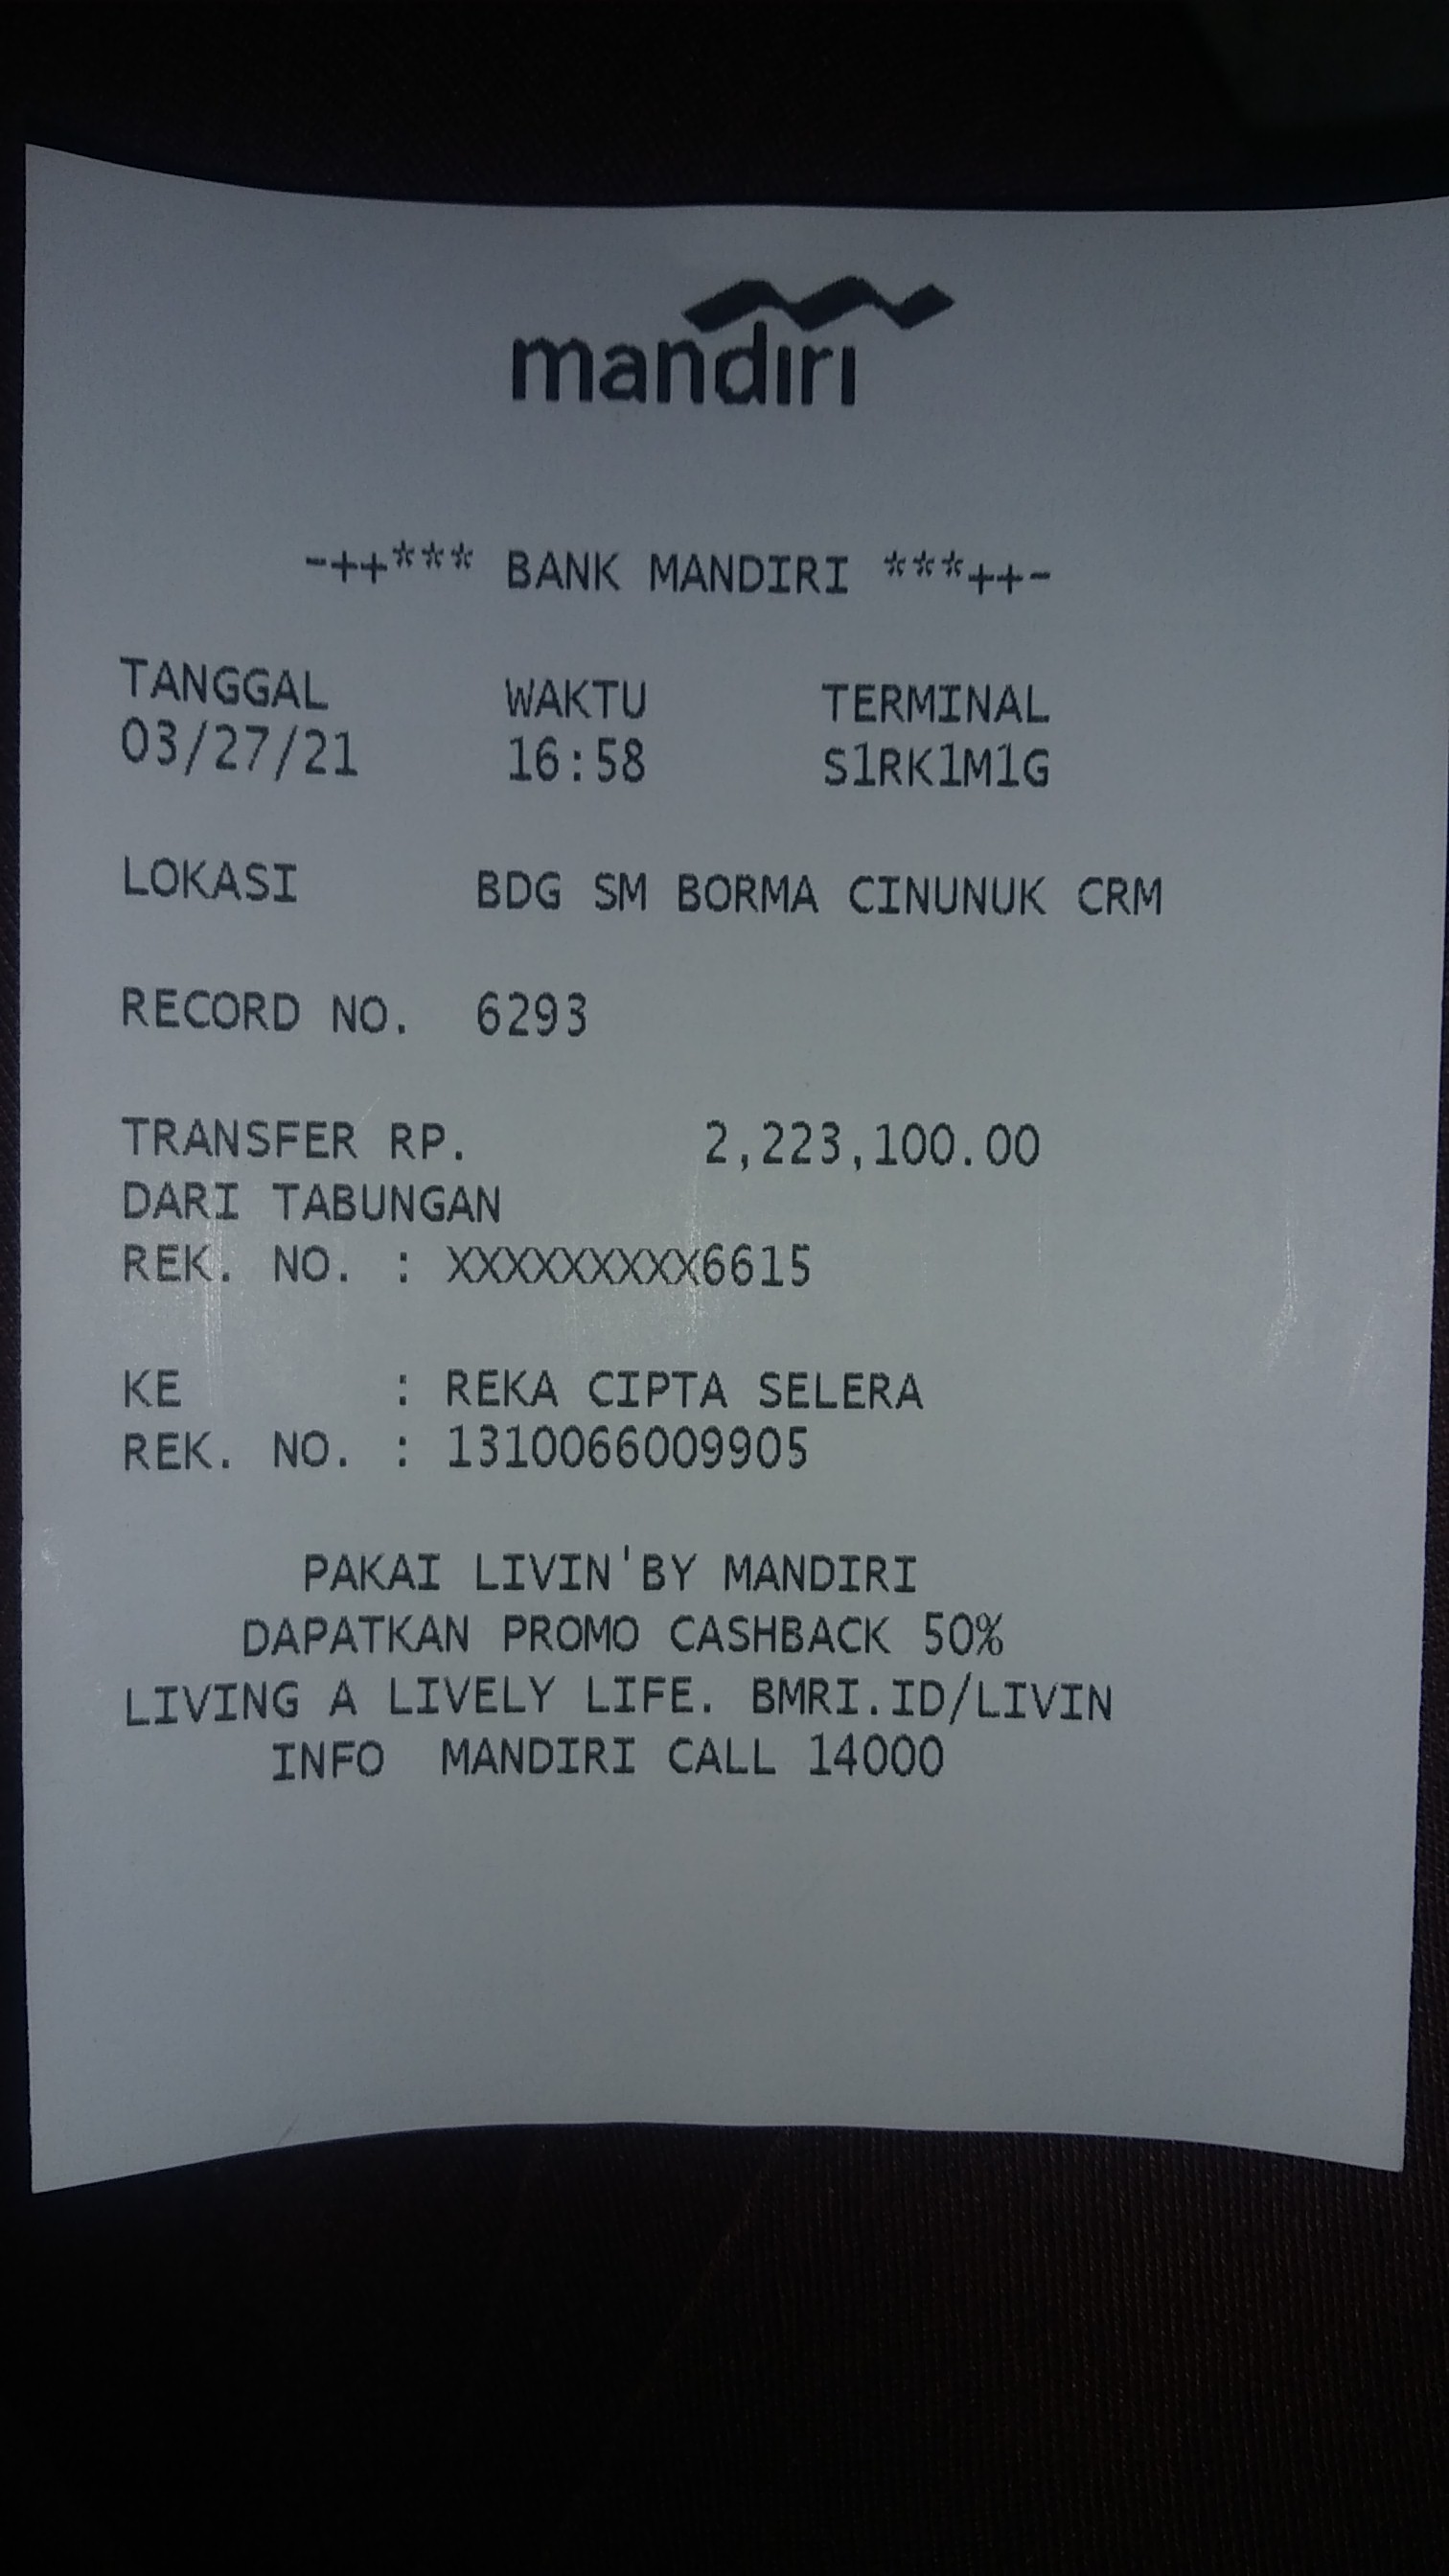 mandiri
-++*** BANK MANDIRI ***++-
TANGGAL WAKTU TERMINAL
03/27/21 16:58 S1RK1M1G
LOKASI BDG SM BORMA CINUNUK CRM
RECORD NO. 6293
TRANSFER RP. 2,223,100.00
DARI TABUNGAN
REK. NO. : XXXXXXXXX6615
KE : REKA CIPTA SELERA
REK. NO. : 1310066009905
PAKAI LIVIN'BY MANDIRI
DAPATKAN PROMO CASHBACK 50%
LIVING A LIVELY LIFE. BMRI.ID/LIVIN
INFO MANDIRI CALL 14000